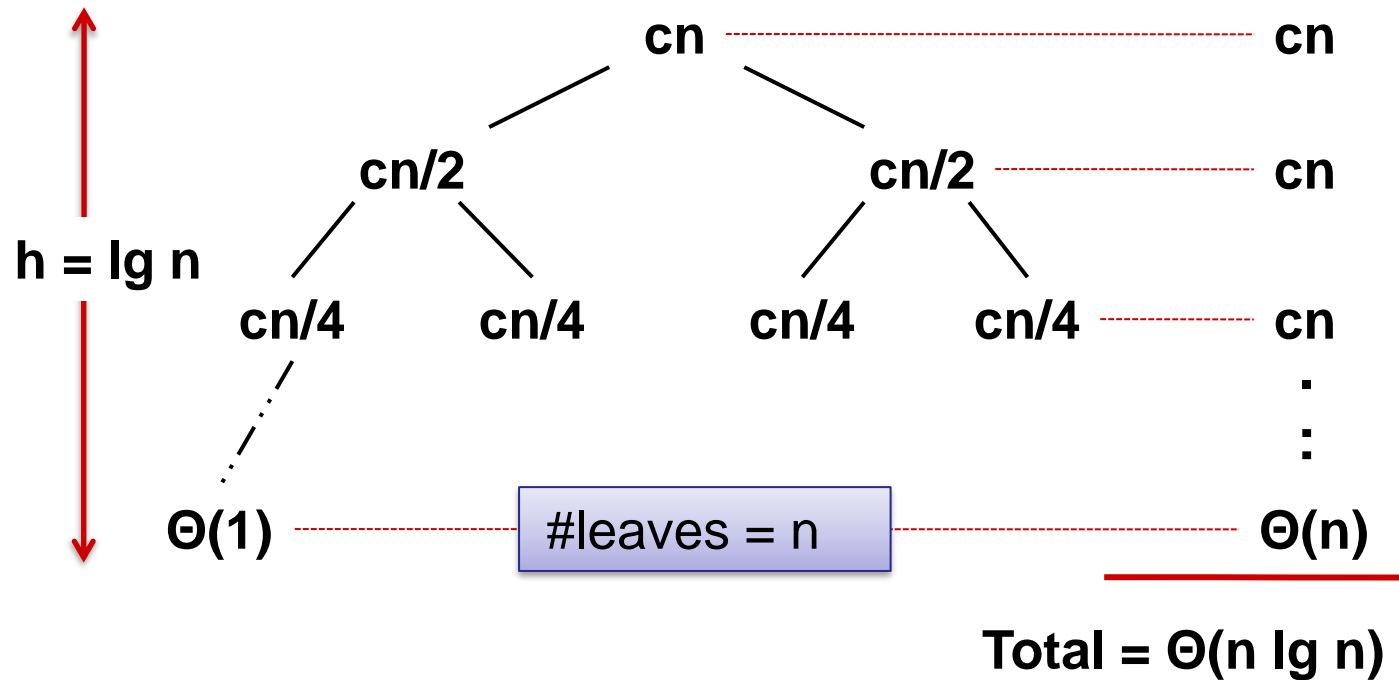 cn cn
cn/2 cn/2 cn
h = lg n
cn/4 cn/4 cn/4 cn/4 cn
Θ(1) #leaves = n Θ(n)
Total = Θ(n lg n)